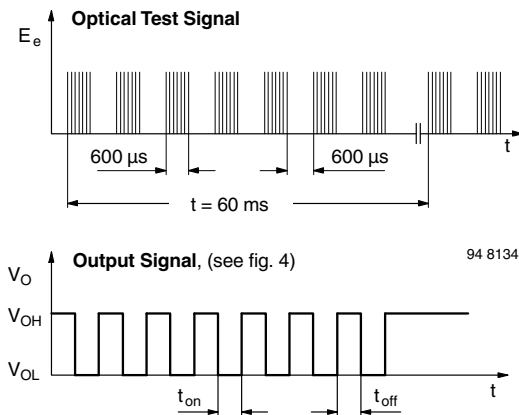 Optical Test Signal
E e
600 µs
600 µs
t
t = 60 ms
Output Signal, (see fig. 4)
94 8134
V O
V OH
V OL
t on
t off
t